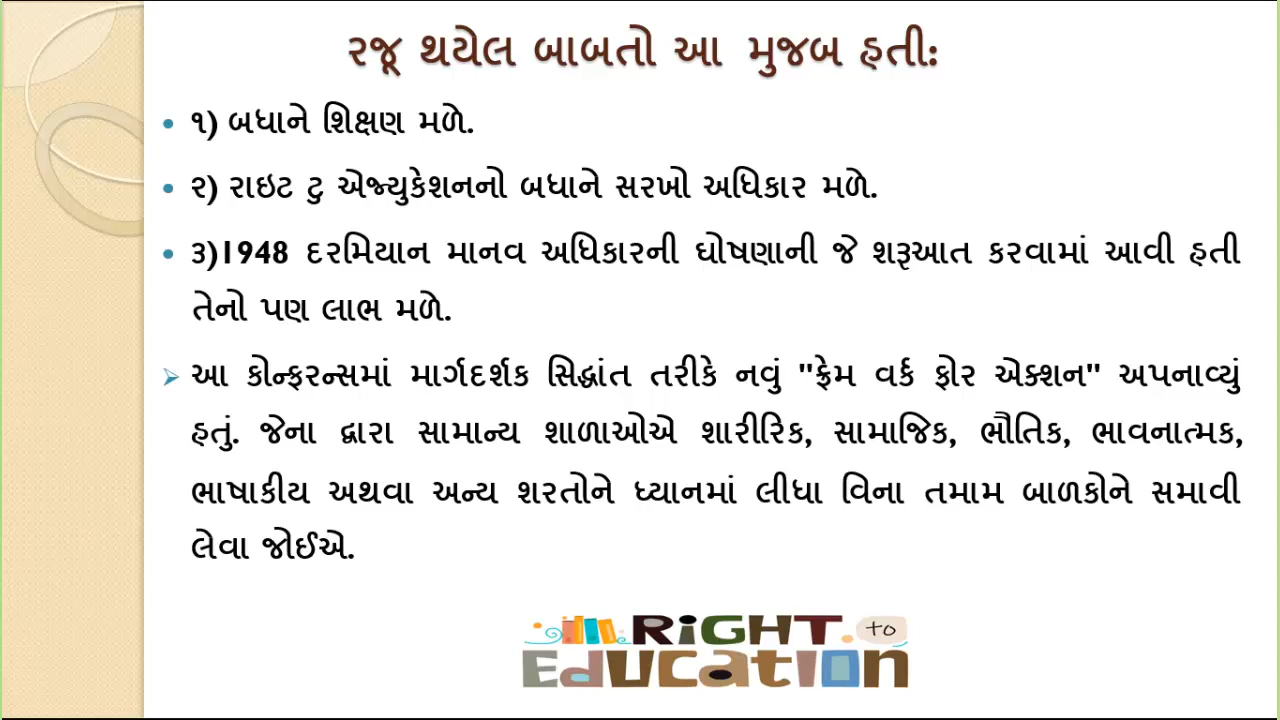 રજૂ થયેલ બાબતો આ મુજબ હતી:
• ૧) બધાને શિક્ષણ મળે.
• ૨) રાઇટ ટુ એજ્યુકેશનનો બધાને સરખો અધિકાર મળે.
• ૩)1948 દરમિયાન માનવ અધિકારની ઘોષણાની જે શરૂઆત કરવામાં આવી હતી
તેનો પણ લાભ મળે.
➢ આ કોન્ફરન્સમાં માર્ગદર્શક સિદ્ધાંત તરીકે નવું "ફ્રેમ વર્ક ફોર એક્શન" અપનાવ્યું
હતું. જેના દ્વારા સામાન્ય શાળાઓએ શારીરિક, સામાજિક, ભૌતિક, ભાવનાત્મક,
ભાષાકીય અથવા અન્ય શરતોને ધ્યાનમાં લીધા વિના તમામ બાળકોને સમાવી
લેવા જોઈએ.
RiGHT to
EducatioN